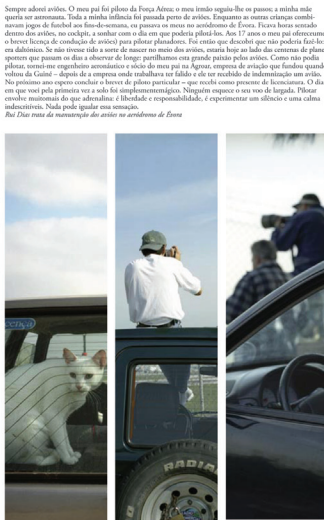 Sempre adorei aviões. O meu pai foi piloto da Força Aérea; o meu irmão seguiu-lhe os passos; a minha mãe
queria ser astronauta. Toda a minha infância foi passada perto de aviões. Enquanto as outras crianças combi-
navam jogos de futebol aos fins-de-semana, eu passava os meus no aeródromo de Évora. Ficava horas sentado
dentro dos aviões, no cockpit, a sonhar com o dia em que poderia pilotá-los. Aos 17 anos o meu pai ofereceu-me
o brevet licença de condução de aviões) para pilotar planadores. Foi então que descobri que não poderia fazê-lo:
era daltónico. Se não tivesse tido a sorte de nascer no meio dos aviões, estaria hoje ao lado das centenas de plane
spotters que passam os dias a observar de longe: partilhamos era grande paixão pelos aviões. Como não podia
pilotar, tornei-me engenheiro aeronáutico e sócio do meu pai na Agroar, empresa de aviação que fundou quando
voltou da Guiné – depois de a empresa onde trabalhava ter falido e ele ter recebido de indemnização um avião.
No próximo ano espero concluir o brevet de piloto particular – que recebi como presente de licenciatura. O dia
em que voei pela primeira vez a solo foi simplesmentemágico. Ninguém esquece o seu voo de largada. Pilotar
envolve muitomais do que adrenalina: é liberdade e responsabilidade, é experimentar um silêncio e uma calma
indescritíveis. Nada pode igualar essa sensação.
Rui Dias trata da manutenção dos aviões no aeródromo de Évora
RADIAL